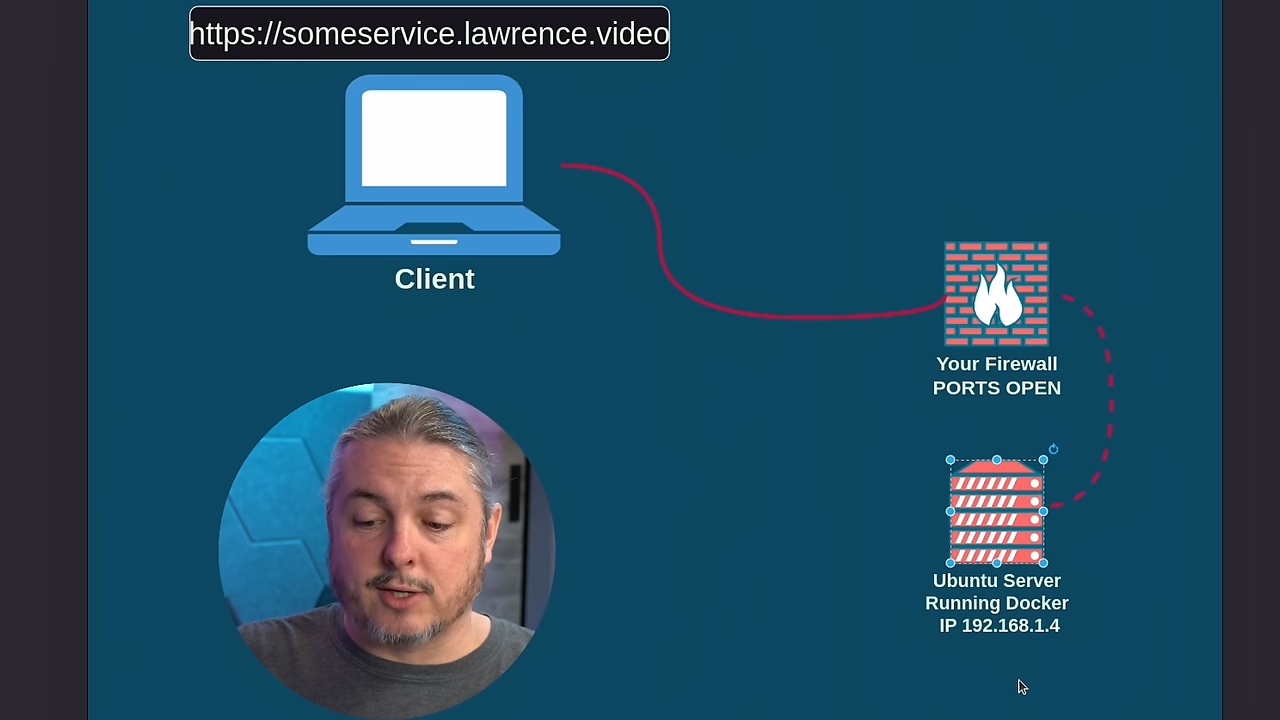 https://someservice.lawrence.video
Client
Your Firewall
PORTS OPEN
Ubuntu Server
Running Docker
IP 192.168.1.4